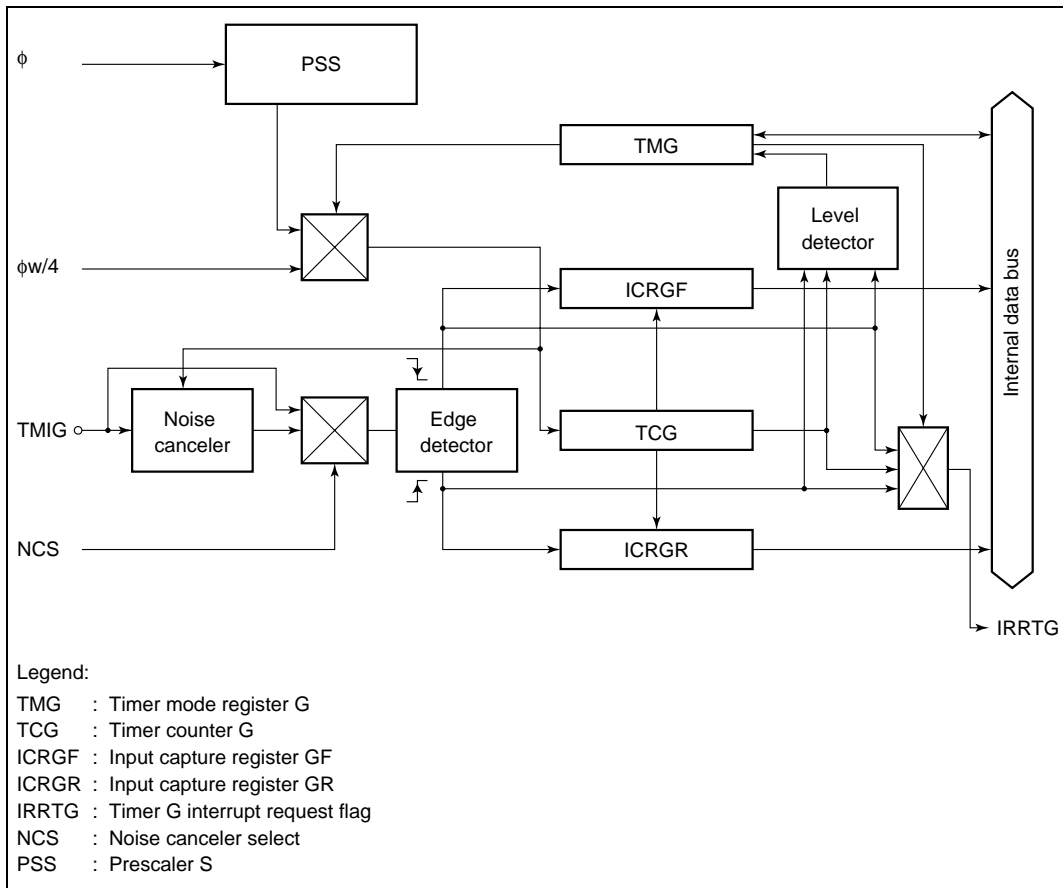 ϕ
PSS
TMG
Level
detector
ϕw/4
ICRGF
Internal data bus
TMIG
Noise
canceler
Edge
detector
TCG
NCS
ICRGR
IRRTG
Legend:
TMG : Timer mode register G
TCG : Timer counter G
ICRGF : Input capture register GF
ICRGR : Input capture register GR
IRRTG : Timer G interrupt request flag
NCS : Noise canceler select
PSS : Prescaler S